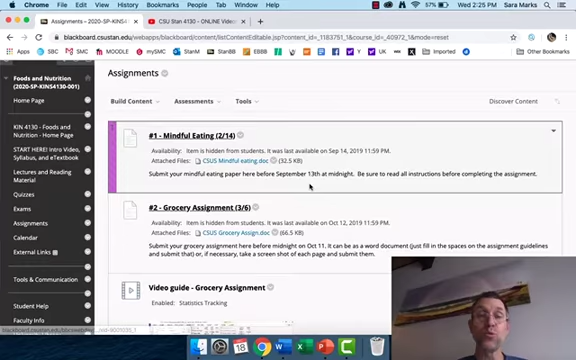 Chrome File Edit View History Bookmarks People Window Help 57% Wed 2:25 PM Sara Marks
Assignments – 2020-SP-KINS4
CSU Stan 4130 - ONLINE Video
blackboard.csustan.edu/webapps/blackboard/content/listContentEditable.jsp?content_id=_1183751_1&course_id=_40972_1&mode=reset
Apps SJB SMC mySMC StanBB EBBW HFL UK Other Bookmarks
Foods and Nutrition
(2020-SP-KINS4130-001)
Home Page
KIN 4130 - Foods and
Nutrition - Home Page
START HERE! Intro Video,
Syllabus, and eTextbook
Lectures and Reading
Material
Quizzes
Exams
Assignments
Calendar
External Links
Tools & Communication
Student Help
Faculty Info
Assignments
Build Content Assessments Tools Discover Content
#1 - Mindful Eating (2/14)
Availability: Item is hidden from students. It was last available on Sep 14, 2019 11:59 PM.
Attached Files: CSUS Mindful eating.doc (32.5 KB)
Submit your mindful eating paper here before September 13th at midnight. Be sure to read all instructions before completing the assignment.
#2 - Grocery Assignment (3/6)
Availability: Item is hidden from students. It was last available on Oct 12, 2019 11:59 PM.
Attached Files: CSUS Grocery Assign.doc (66.5 KB)
Submit your grocery assignment here before midnight on Oct 11. It can be as a word document (just fill in the spaces on the assignment guidelines
and submit that) or, if necessary, take a screen shot of each page and submit them.
Video guide - Grocery Assignment
Enabled: Statistics Tracking